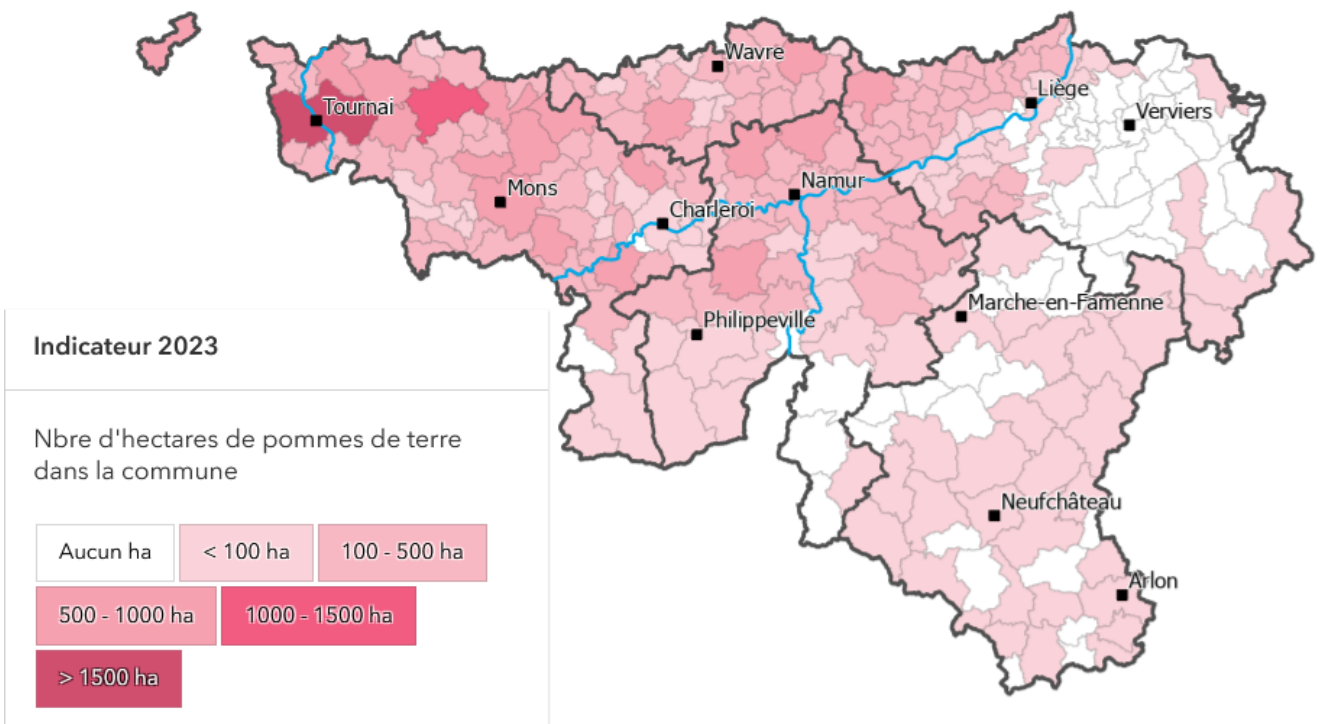 Wavre
Liège
Tournai
Verviers
Mons
Namur
Charleroi
Marche-en-Famenne
Philippeville
Indicateur 2023
Nbre d'hectares de pommes de terre
dans la commune
Neufchâteau
Aucun ha
< 100 ha
100 - 500 ha
Arlon
500 - 1000 ha
1000 - 1500 ha
> 1500 ha